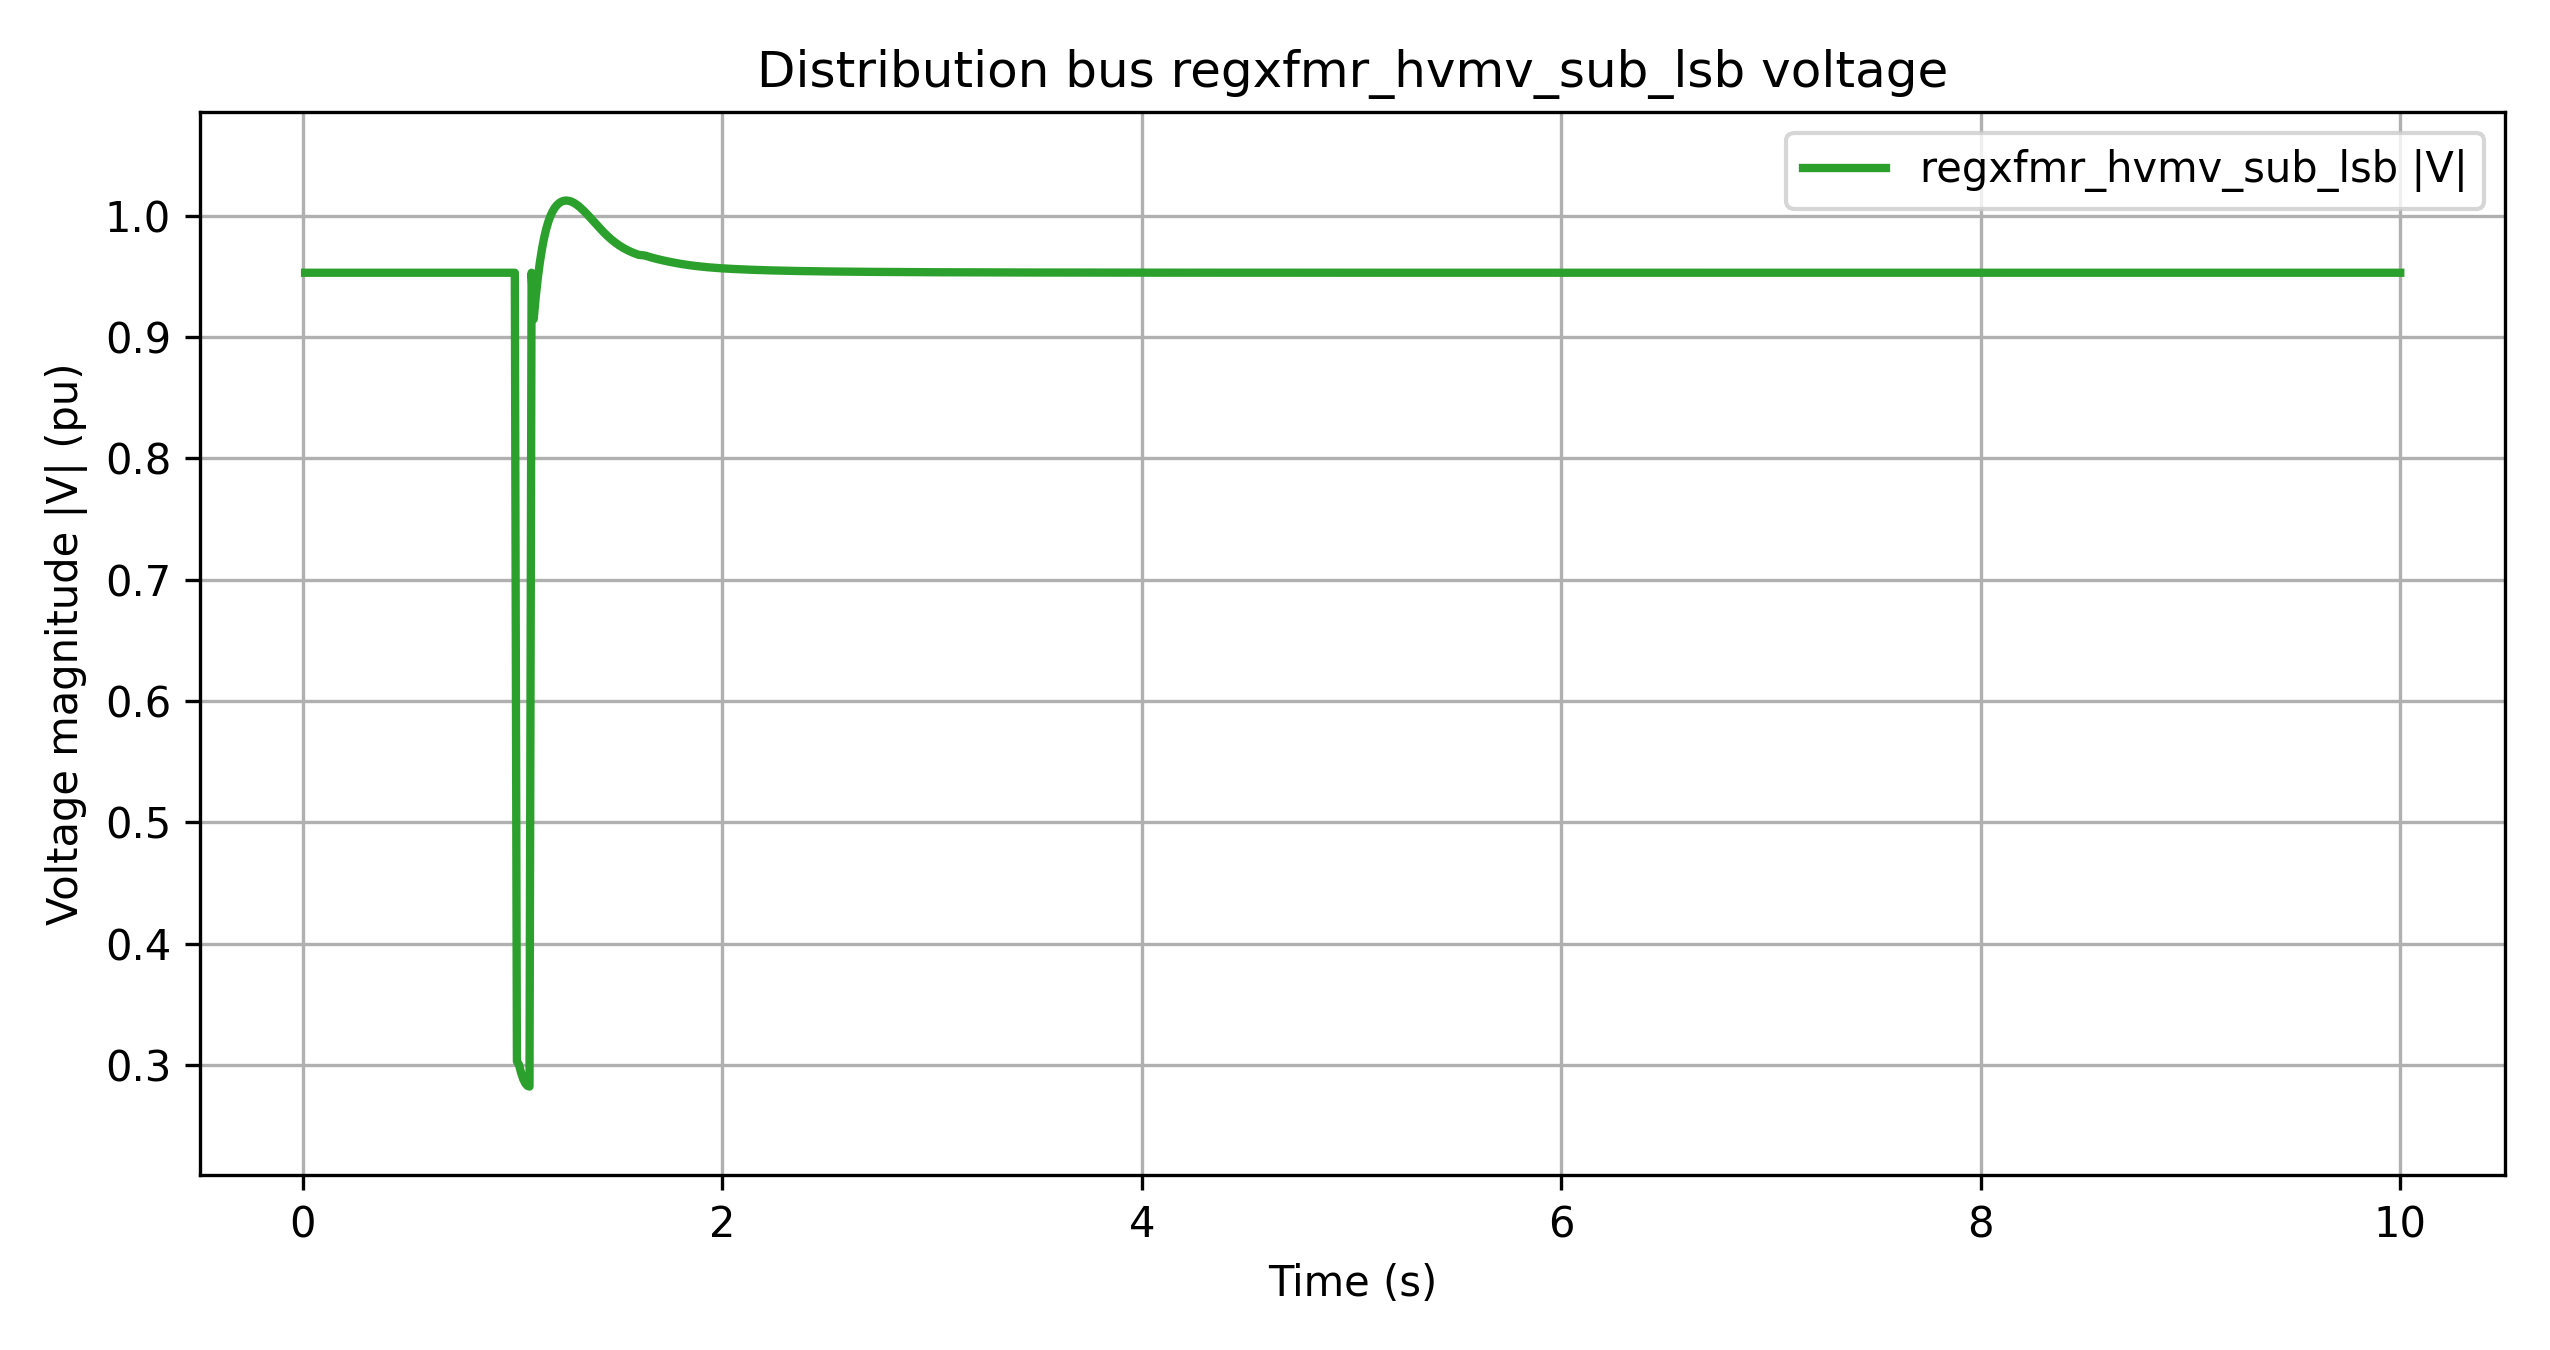 Distribution bus regxfmr_hvmv_sub_lsb voltage
regxfmr_hvmv_sub_lsb |V|
Voltage magnitude |V| (pu)
1.0
0.9
0.8
0.7
0.6
0.5
0.4
0.3
0 2 4 6 8 10
Time (s)